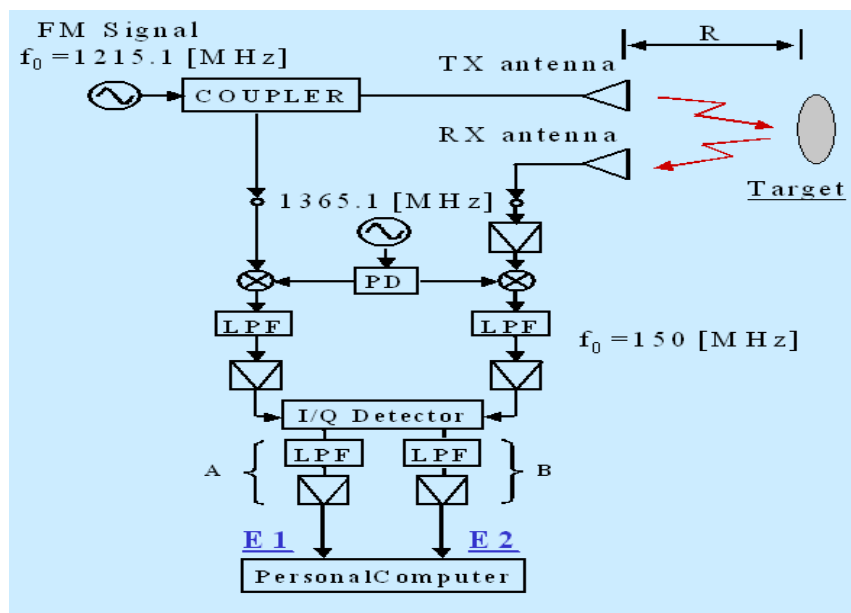 FM Signal
f₀ =1215.1 [MHz]
COUPLER
TX antenna
R
RX antenna
Target
1365.1 [MHz]
PD
LPF
LPF
f₀ =150 [MHz]
I/Q Detector
A
LPF
LPF
B
E1
E2
PersonalComputer